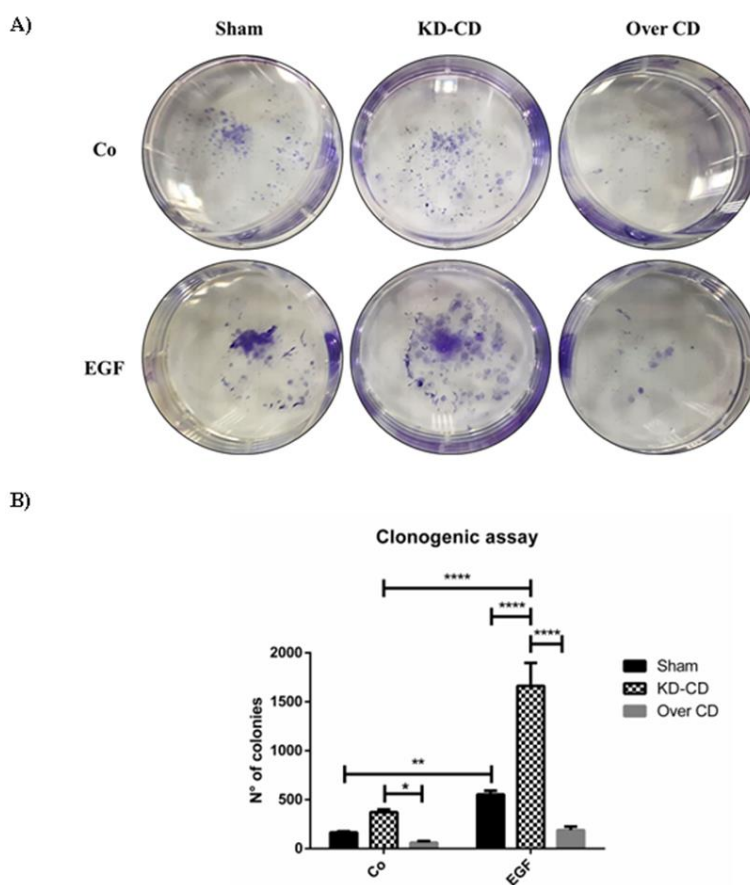 A)
Sham KD-CD Over CD
Co
EGF
B)
Clonogenic assay
****
**** ****
** *
N° of colonies
2000
1500
1000
500
0
Co EGF
Sham
KD-CD
Over CD